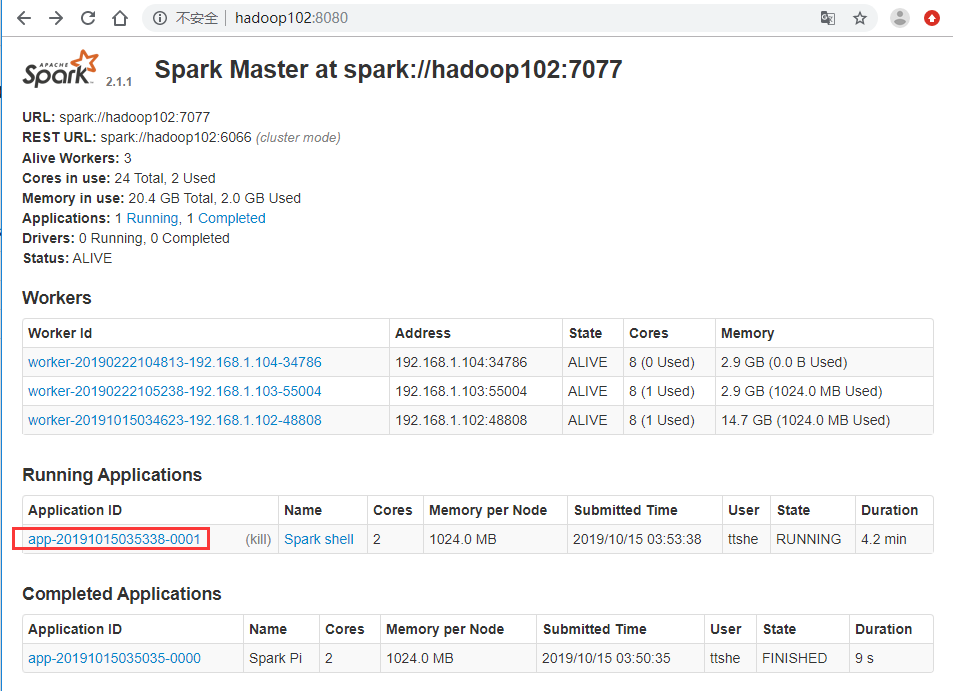 不安全 hadoop102:8080
APACHE Spark 2.1.1 Spark Master at spark://hadoop102:7077
URL: spark://hadoop102:7077
REST URL: spark://hadoop102:6066 (cluster mode)
Alive Workers: 3
Cores in use: 24 Total, 2 Used
Memory in use: 20.4 GB Total, 2.0 GB Used
Applications: 1 Running, 1 Completed
Drivers: 0 Running, 0 Completed
Status: ALIVE
Workers
Worker Id Address State Cores Memory
worker-20190222104813-192.168.1.104-34786 192.168.1.104:34786 ALIVE 8 (0 Used) 2.9 GB (0.0 B Used)
worker-20190222105238-192.168.1.103-55004 192.168.1.103:55004 ALIVE 8 (1 Used) 2.9 GB (1024.0 MB Used)
worker-20191015034623-192.168.1.102-48808 192.168.1.102:48808 ALIVE 8 (1 Used) 14.7 GB (1024.0 MB Used)
Running Applications
Application ID Name Cores Memory per Node Submitted Time User State Duration
app-20191015035338-0001 (kill) Spark shell 2 1024.0 MB 2019/10/15 03:53:38 ttshe RUNNING 4.2 min
Completed Applications
Application ID Name Cores Memory per Node Submitted Time User State Duration
app-20191015035035-0000 Spark Pi 2 1024.0 MB 2019/10/15 03:50:35 ttshe FINISHED 9 s